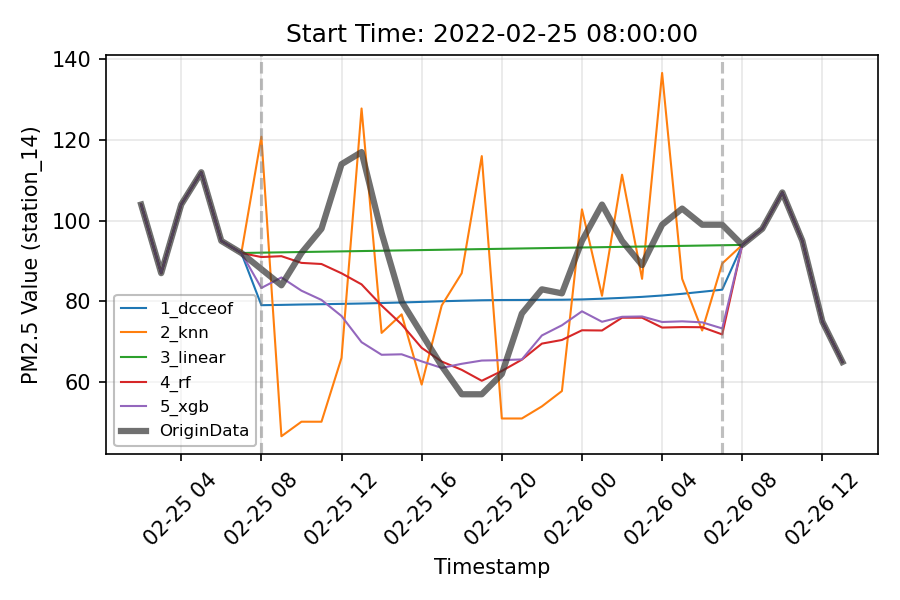 Start Time: 2022-02-25 08:00:00
PM2.5 Value (station_14)
140
120
100
80
60
1_dcceof
2_knn
3_linear
4_rf
5_xgb
OriginData
02-25 04
02-25 08
02-25 12
02-25 16
02-25 20
02-26 00
02-26 04
02-26 08
02-26 12
Timestamp